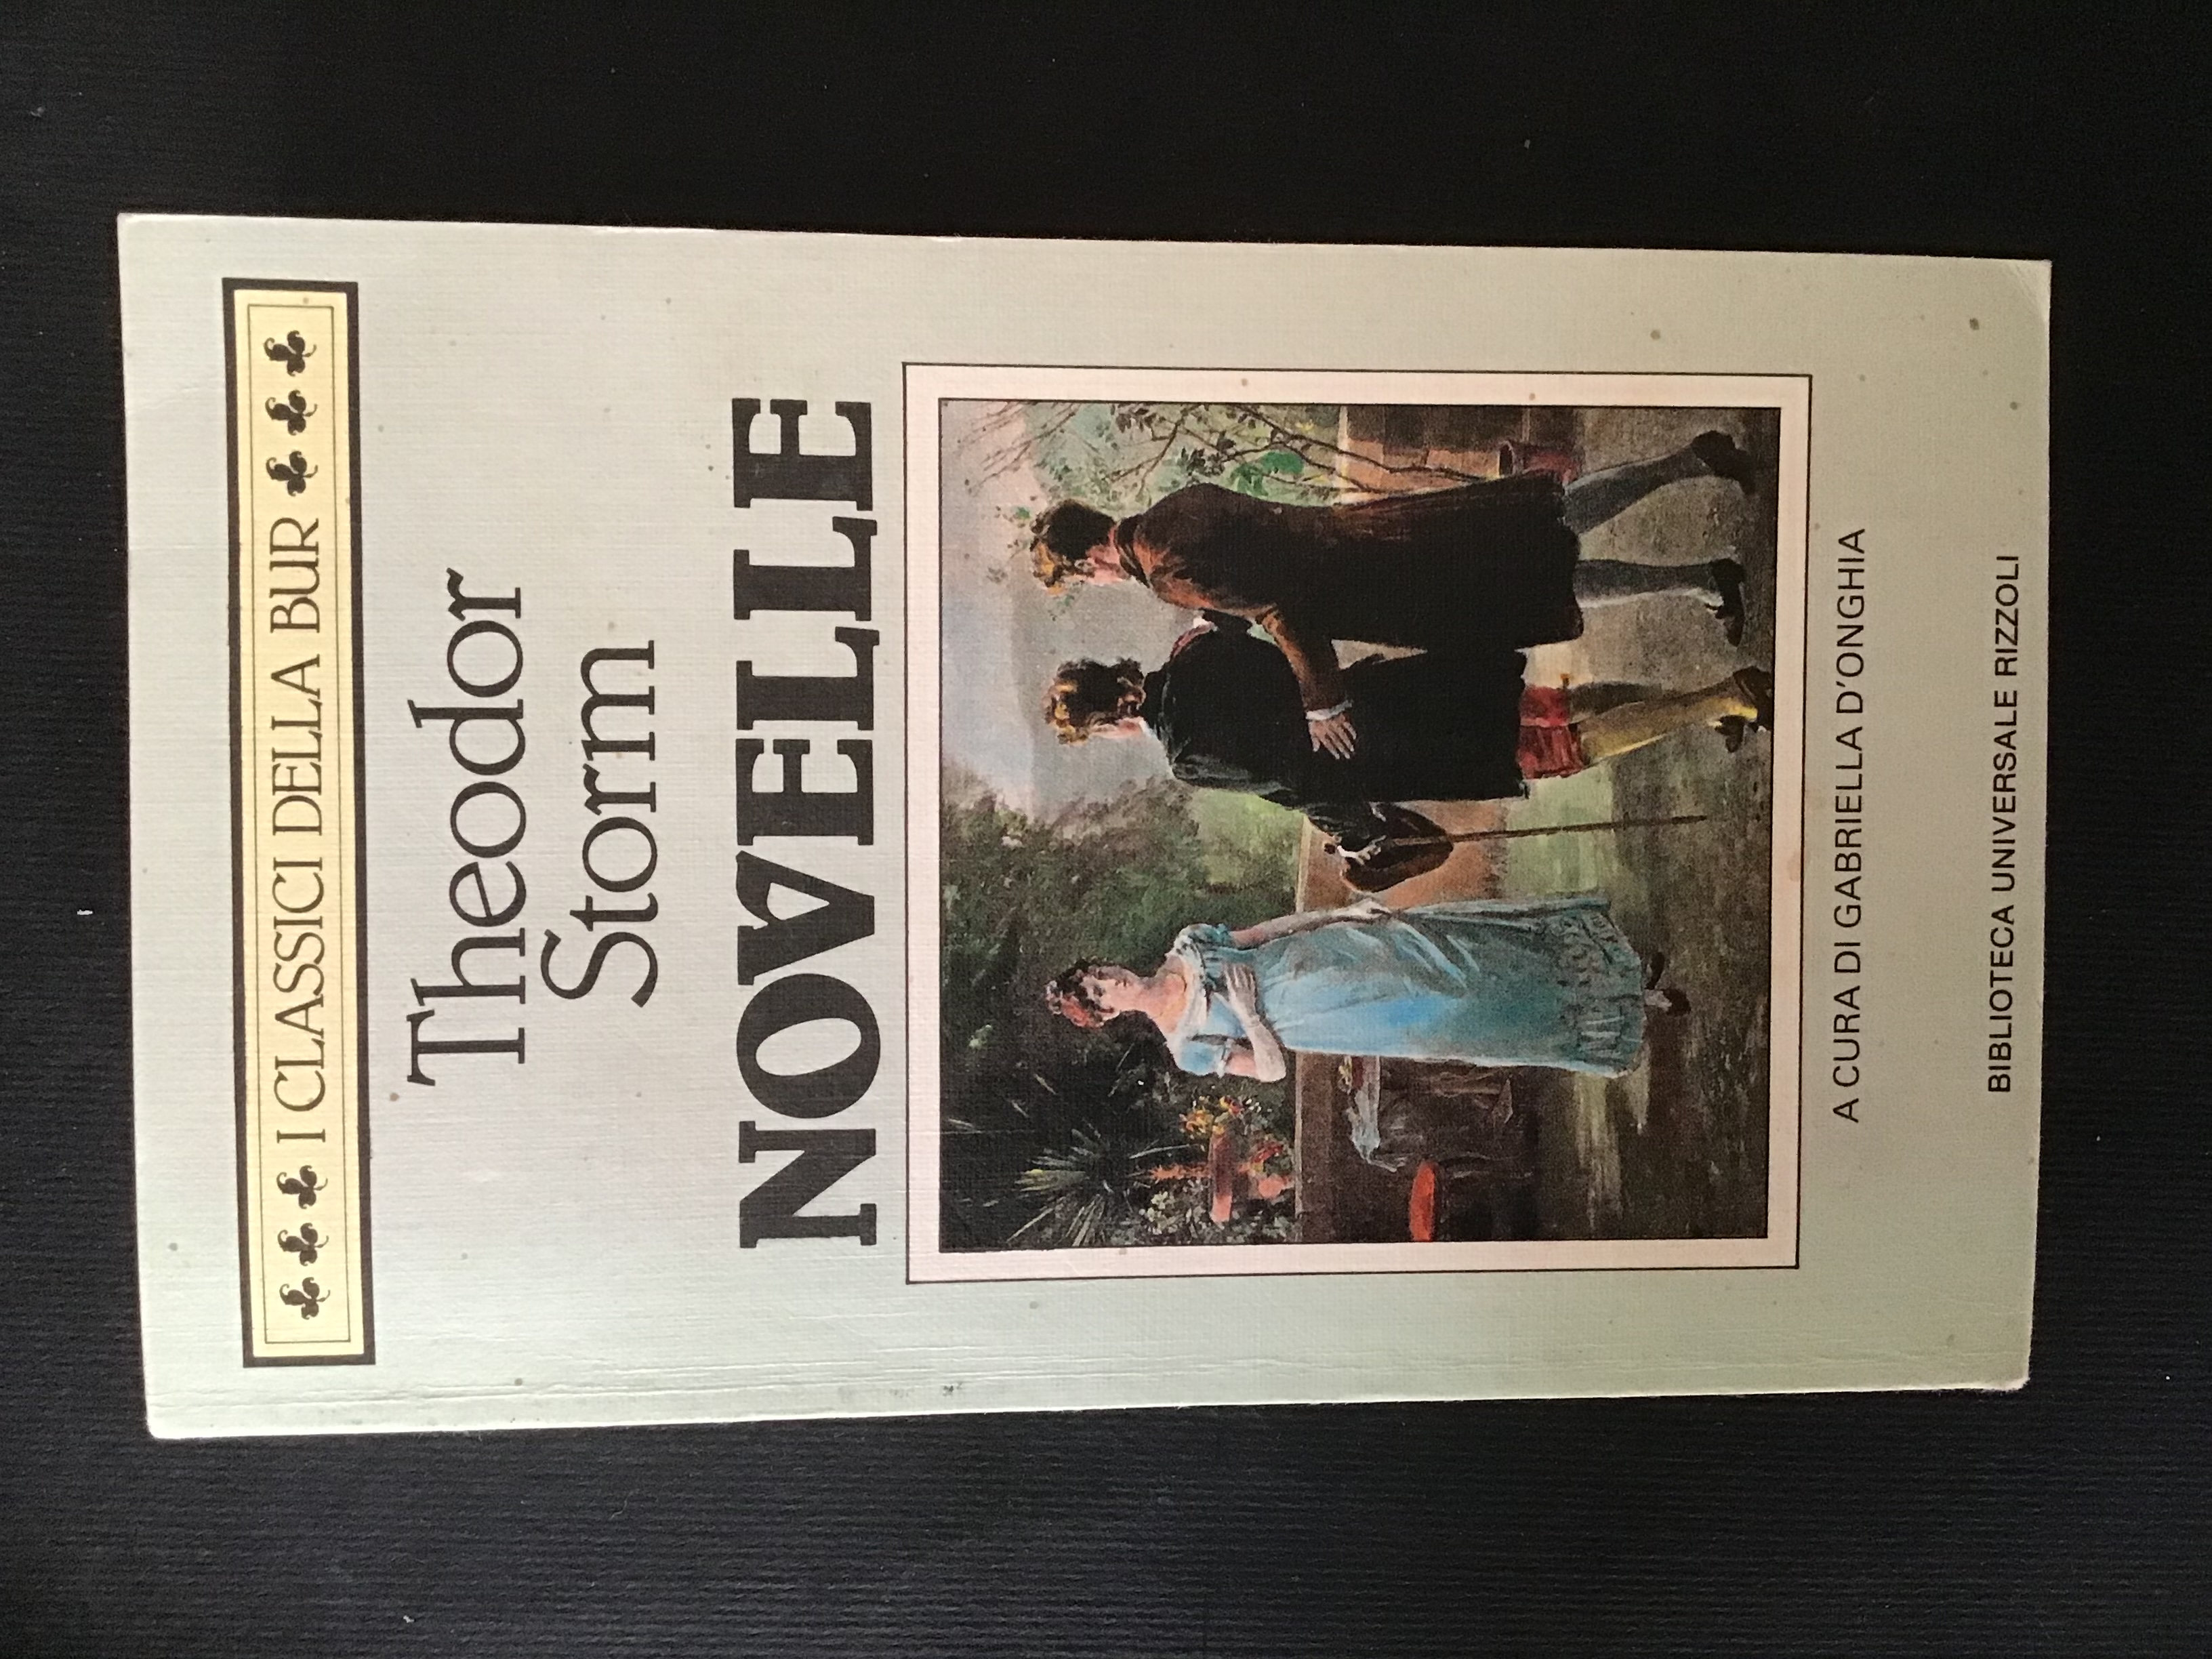 I CLASSICI DELLA BUR
Theodor
Storm
NOVELLE
A CURA DI GABRIELLA D'ONGHIA
BIBLIOTECA UNIVERSALE RIZZOLI